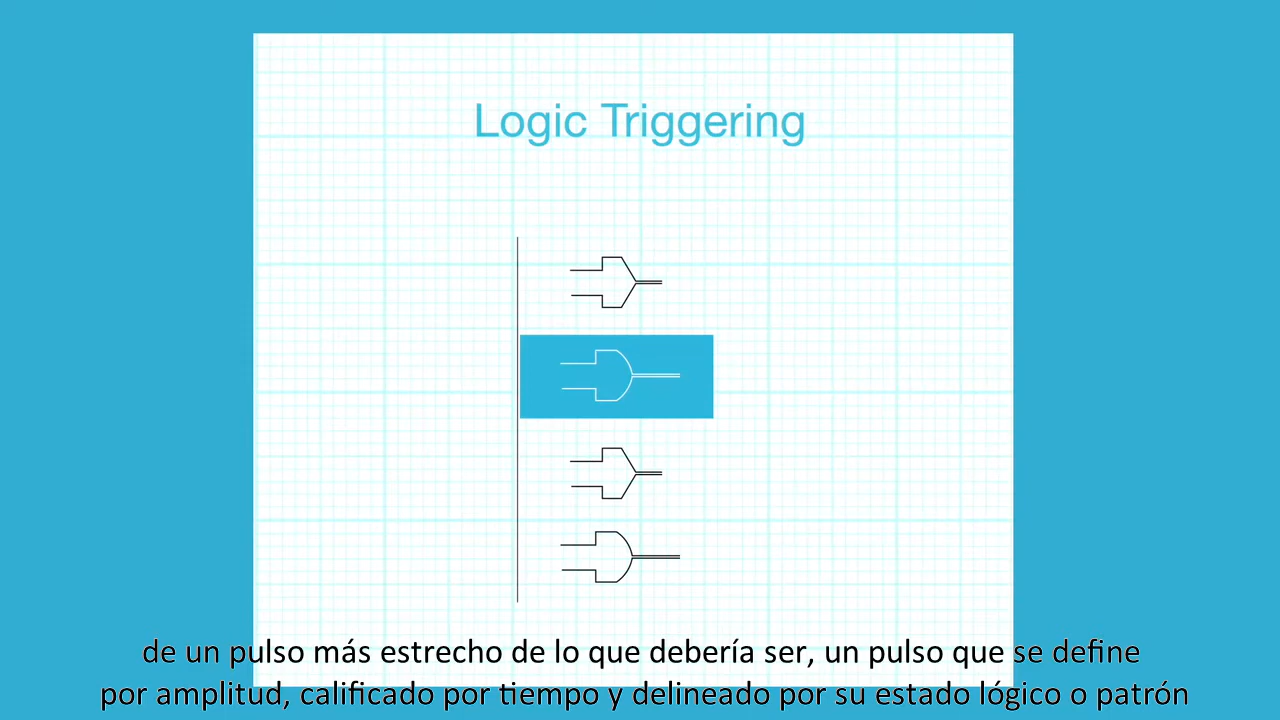 Logic Triggering
de un pulso más estrecho de lo que debería ser, un pulso que se define
por amplitud, calificado por tiempo y delineado por su estado lógico o patrón